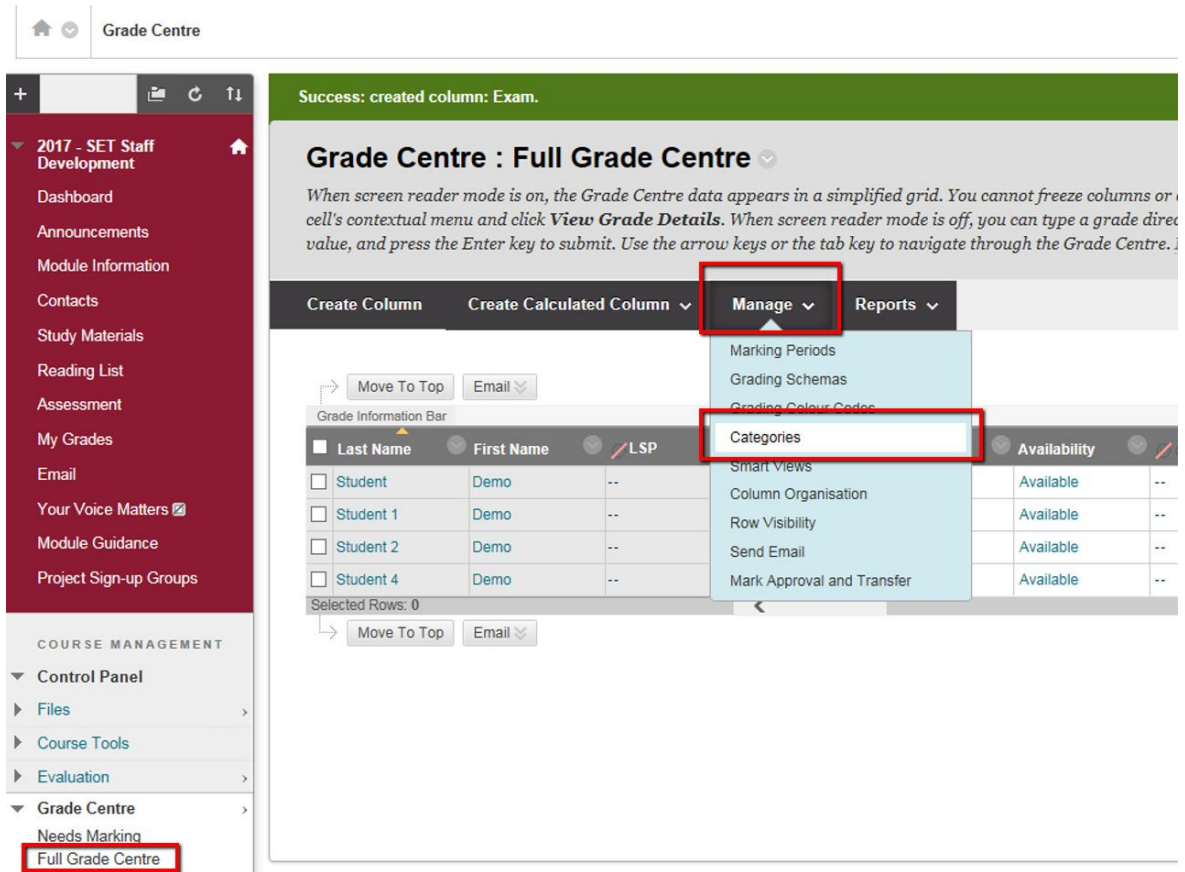 Grade Centre
Success: created column: Exam.
2017 - SET Staff
Development
Dashboard
Announcements
Module Information
Contacts
Study Materials
Reading List
Assessment
My Grades
Email
Your Voice Matters
Module Guidance
Project Sign-up Groups
COURSE MANAGEMENT
Control Panel
Files
Course Tools
Evaluation
Grade Centre
Needs Marking
Full Grade Centre
Grade Centre : Full Grade Centre
When screen reader mode is on, the Grade Centre data appears in a simplified grid. You cannot freeze columns or
cell's contextual menu and click View Grade Details. When screen reader mode is off, you can type a grade
value, and press the Enter key to submit. Use the arrow keys or the tab key to navigate through the Grade Centre.
Create Column Create Calculated Column Manage Reports
Marking Periods
Grading Schemas
Grading Colour Codes
Categories
Smart Views
Column Organisation
Row Visibility
Send Email
Mark Approval and Transfer
Move To Top Email
Grade Information Bar
Last Name First Name LSP Availability
Student Demo -- Available --
Student 1 Demo -- Available --
Student 2 Demo -- Available --
Student 4 Demo -- Available --
Selected Rows: 0
Move To Top Email